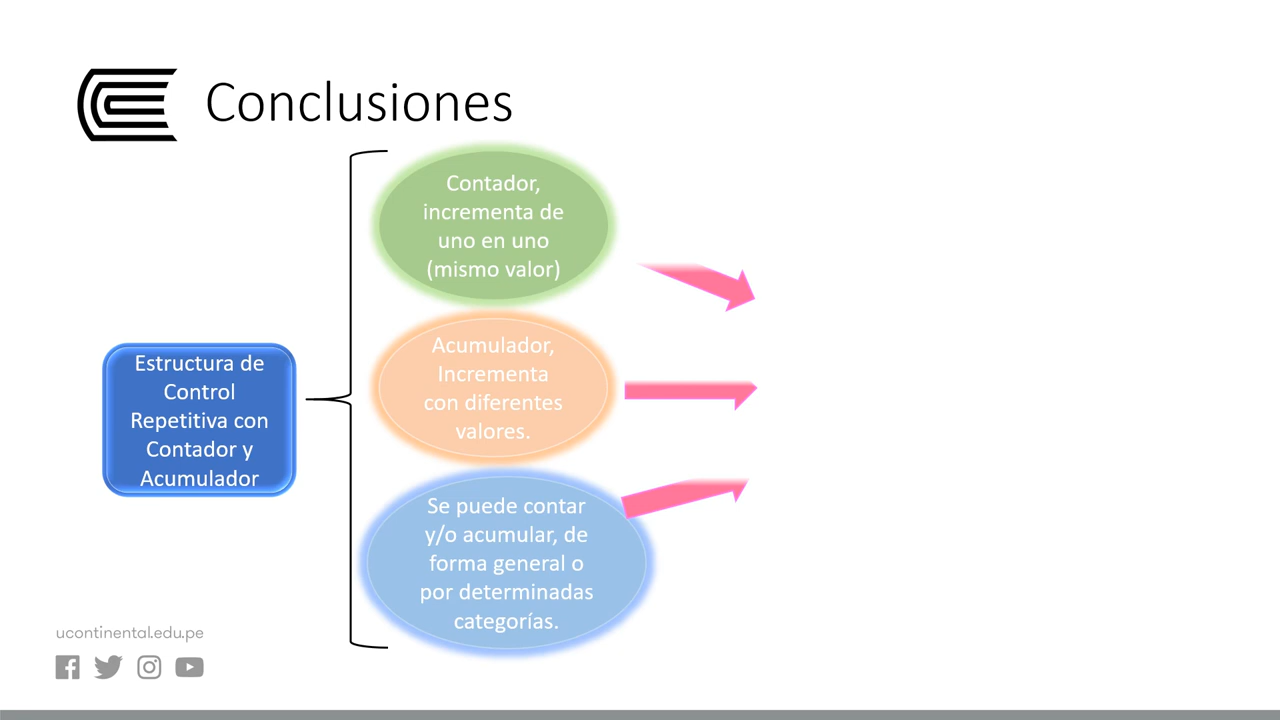 Conclusiones
Contador,
incrementa de
uno en uno
(mismo valor)
Acumulador,
Incrementa
con diferentes
valores.
Estructura de
Control
Repetitiva con
Contador y
Acumulador
Se puede contar
y/o acumular, de
forma general o
por determinadas
categorías.
ucontinental.edu.pe